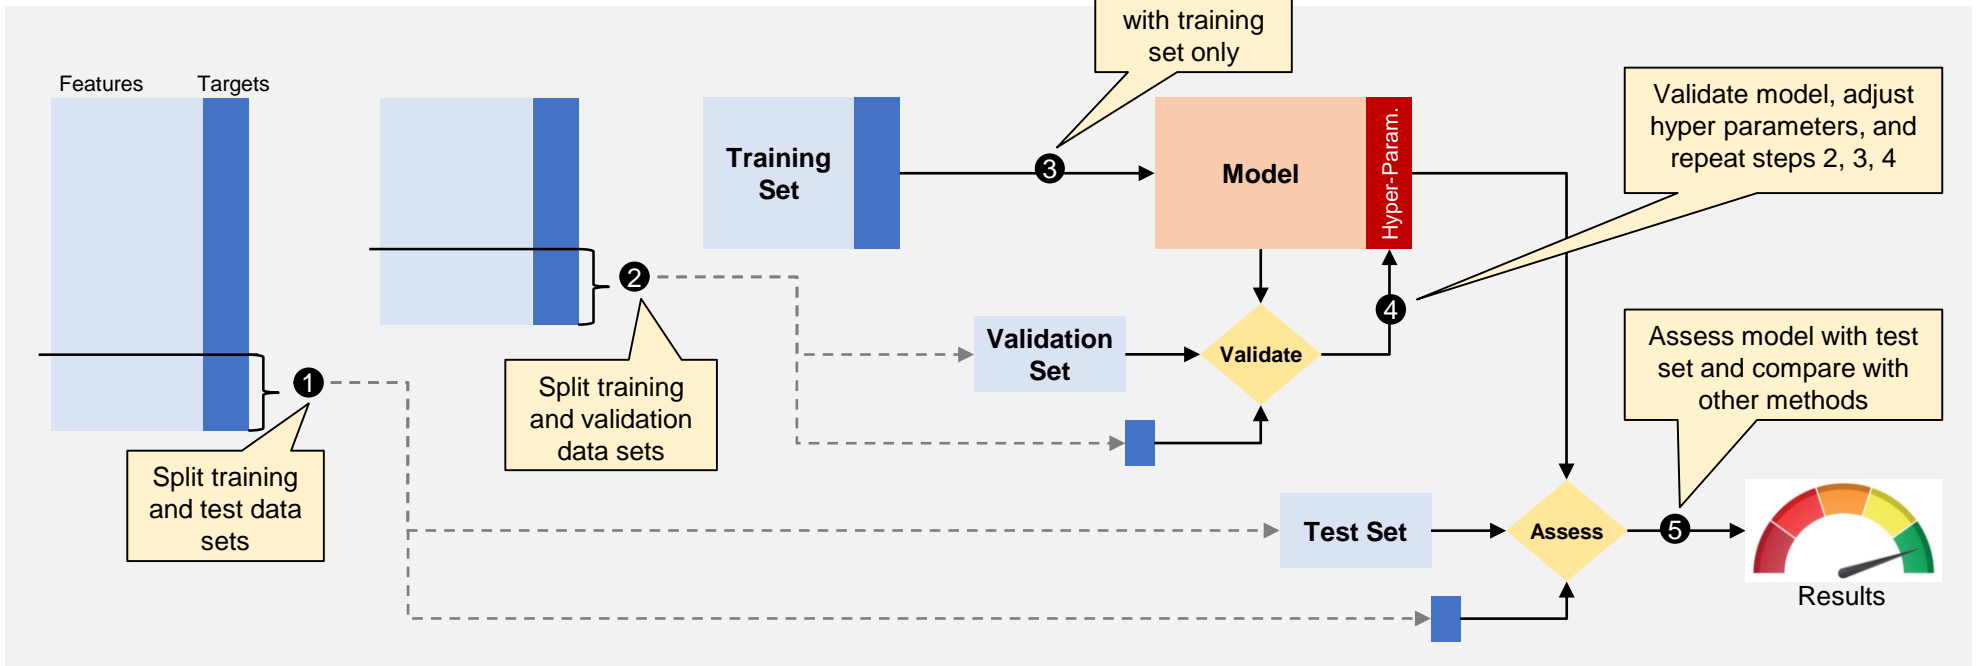 with training
set only
Features
Targets
Validate model, adjust
hyper parameters, and
repeat steps 2, 3, 4
Training
Set
3
Model
Hyper-Param.
2
4
Validation
Set
Validate
Assess model with test
set and compare with
other methods
1
Split training
and validation
data sets
Split training
and test data
sets
Test Set
Assess
5
Results